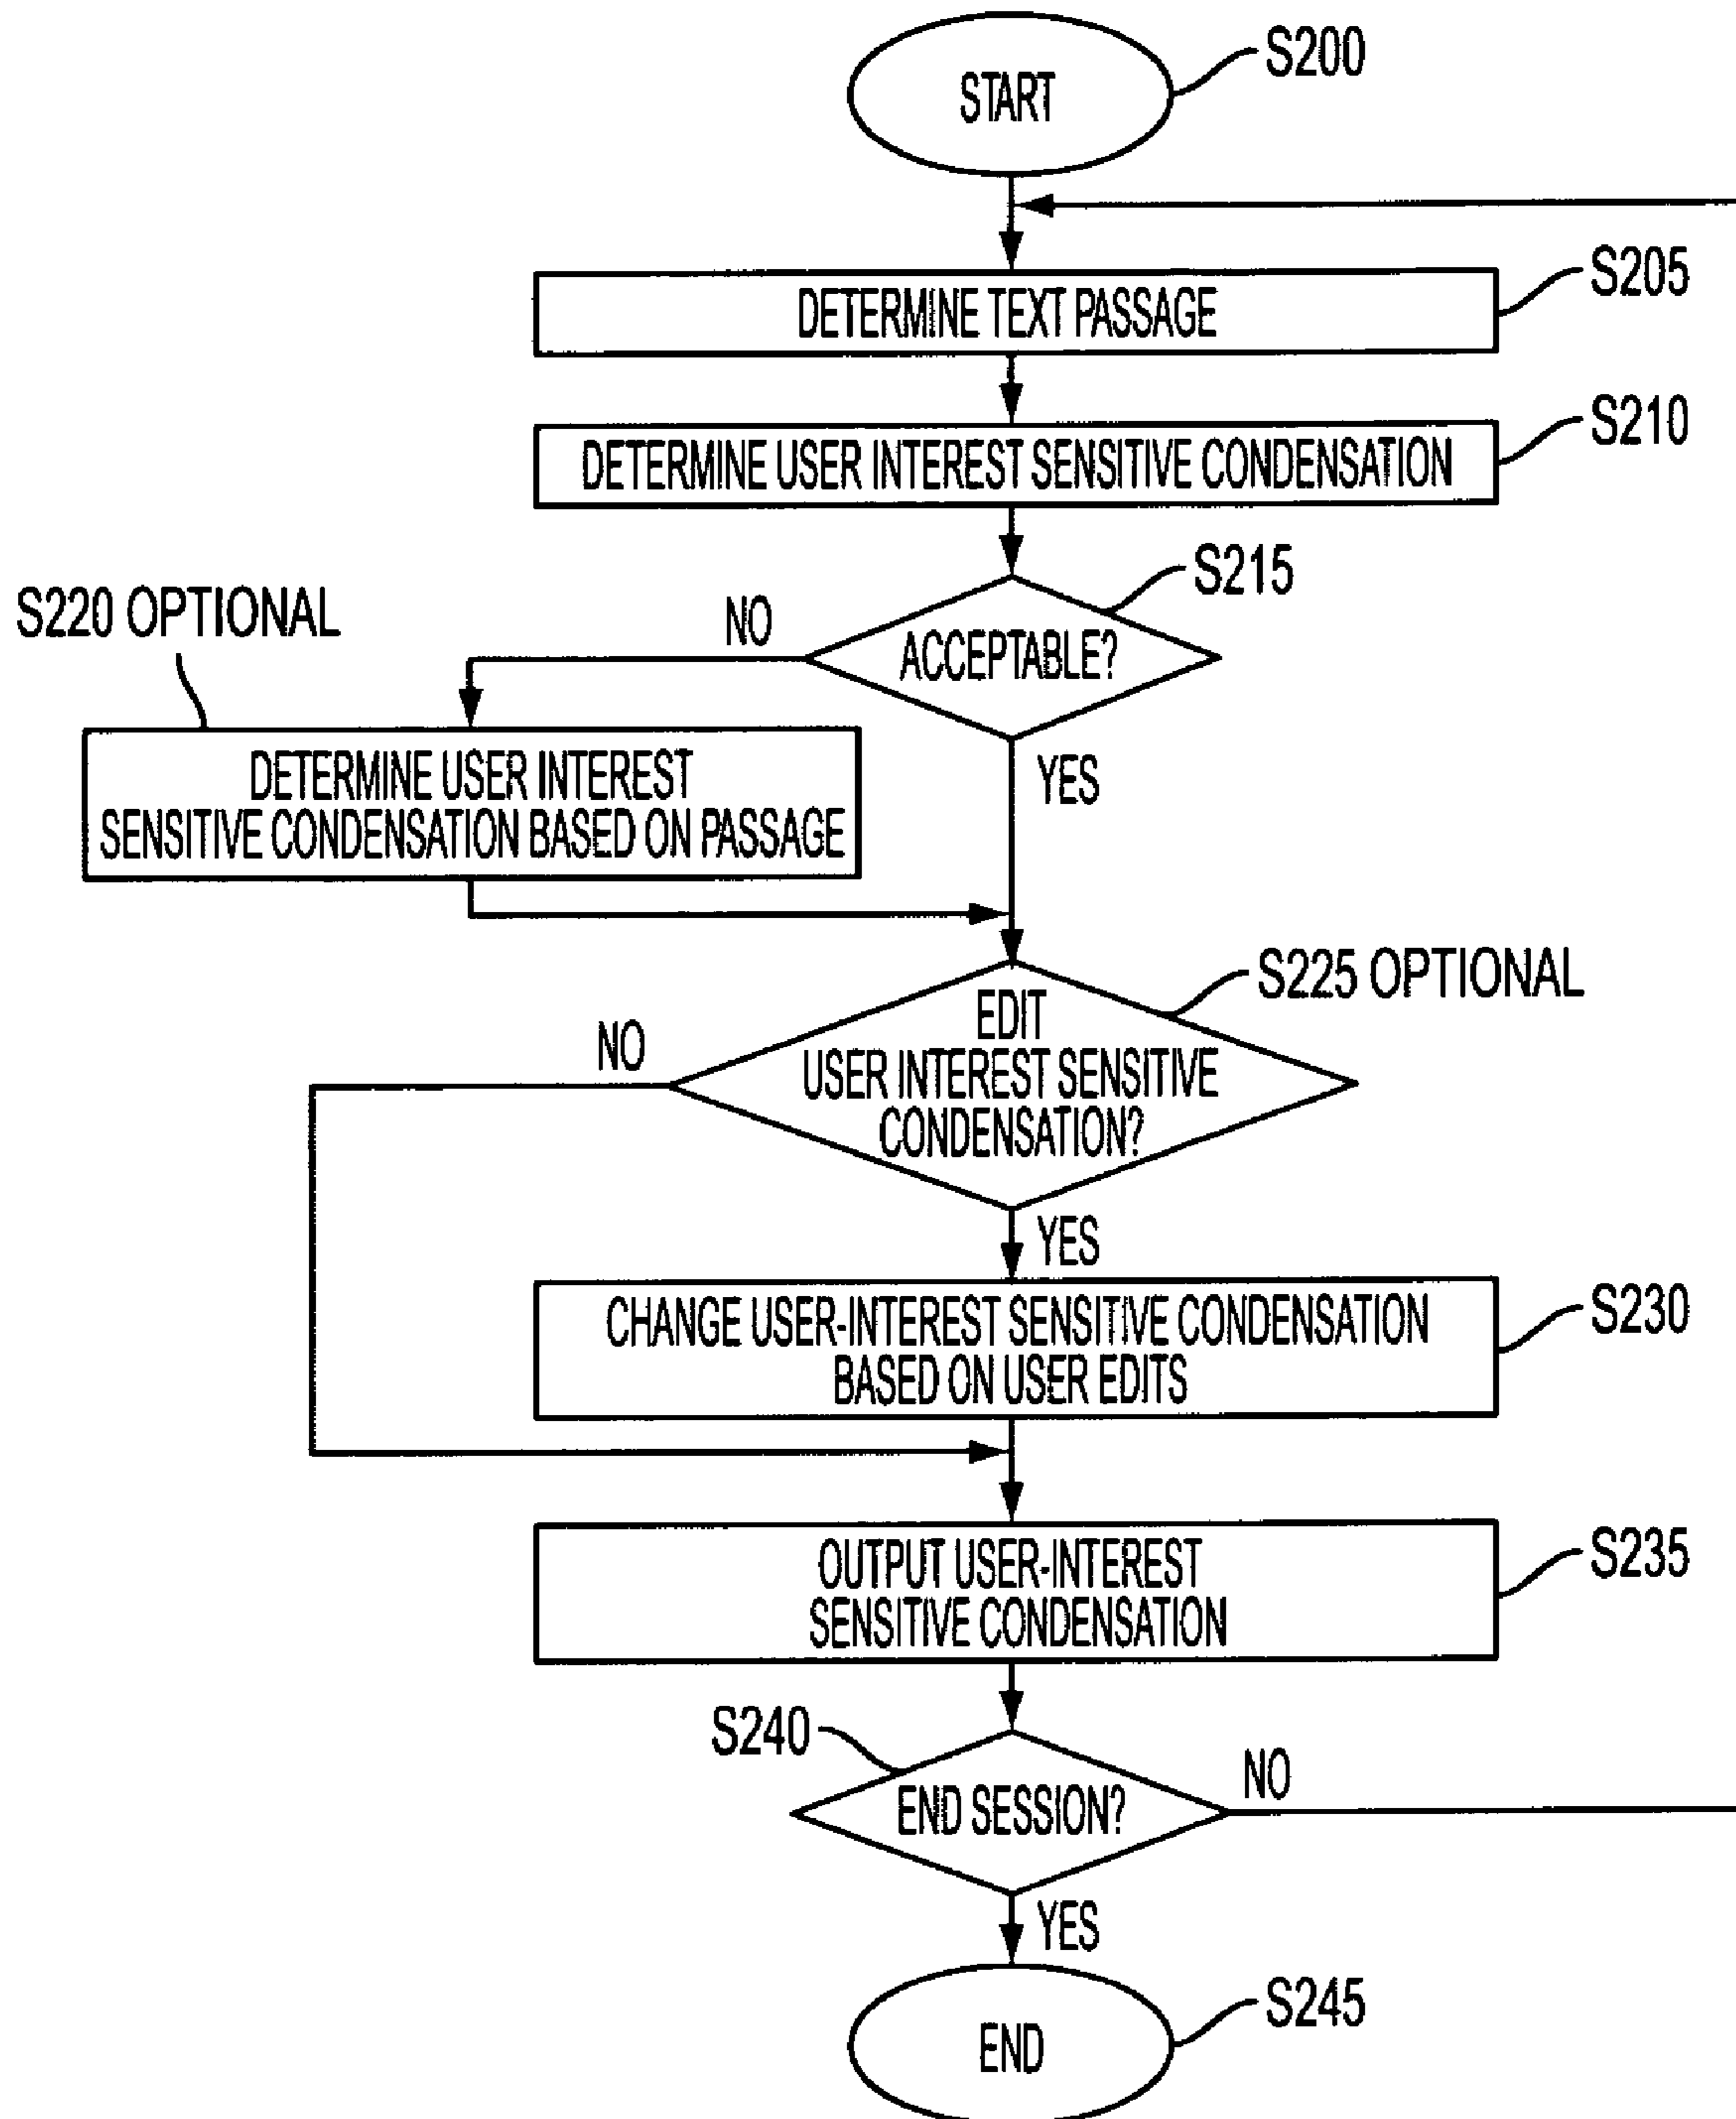 START
S200
DETERMINE TEXT PASSAGE
S205
DETERMINE USER INTEREST SENSITIVE CONDENSATION
S210
S215
ACCEPTABLE?
NO
YES
S220 OPTIONAL
DETERMINE USER INTEREST
SENSITIVE CONDENSATION BASED ON PASSAGE
S225 OPTIONAL
EDIT
USER INTEREST SENSITIVE
CONDENSATION?
NO
YES
CHANGE USER-INTEREST SENSITIVE CONDENSATION
BASED ON USER EDITS
S230
OUTPUT USER-INTEREST
SENSITIVE CONDENSATION
S235
S240
END SESSION?
NO
YES
END
S245